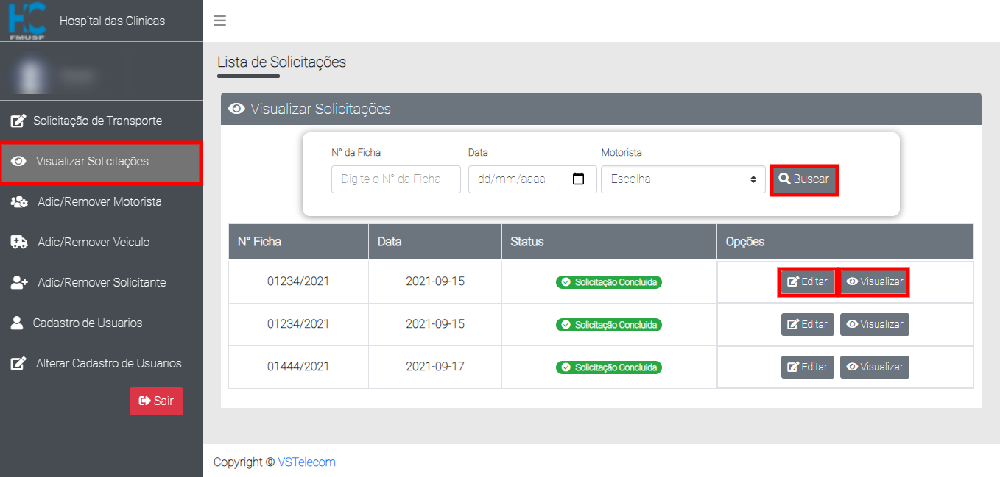 HC
FMUSP
Hospital das Clinicas
Solicitação de Transporte
Visualizar Solicitações
Adic/Remover Motorista
Adic/Remover Veiculo
Adic/Remover Solicitante
Cadastro de Usuarios
Alterar Cadastro de Usuarios
Sair
Lista de Solicitações
Visualizar Solicitações
N° da Ficha Data Motorista
Digite o N° da Ficha dd/mm/aaaa Escolha Buscar
N° Ficha Data Status Opções
01234/2021 2021-09-15 Solicitação Concluida Editar Visualizar
01234/2021 2021-09-15 Solicitação Concluida Editar Visualizar
01444/2021 2021-09-17 Solicitação Concluida Editar Visualizar
Copyright © VSTelecom